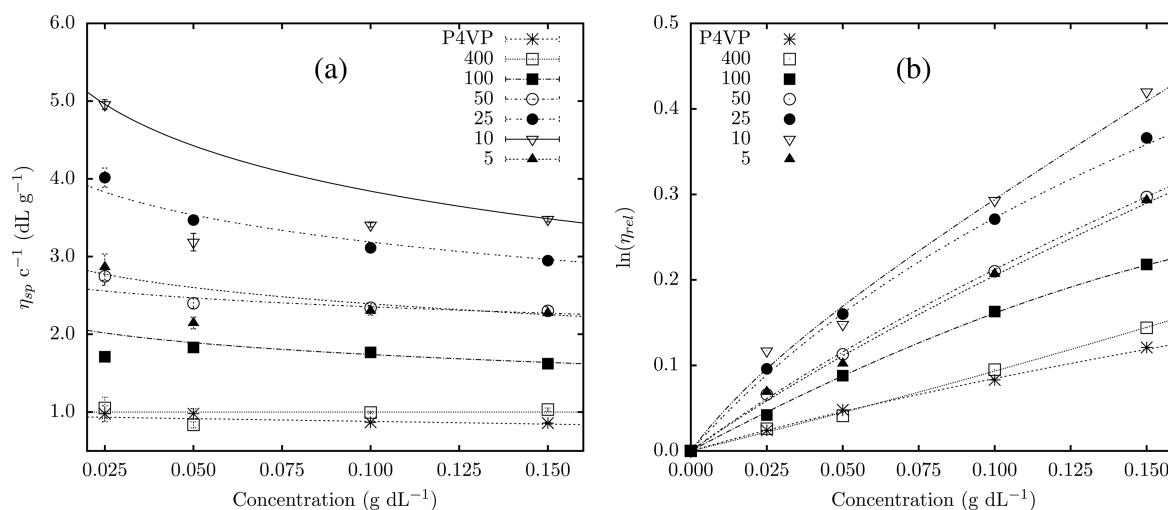 (a)
η_sp c⁻¹ (dL g⁻¹)
6.0
5.0
4.0
3.0
2.0
1.0
P4VP
400
100
50
25
10
5
0.025 0.050 0.075 0.100 0.125 0.150
Concentration (g dL⁻¹)
(b)
ln(η_rel)
0.5
0.4
0.3
0.2
0.1
0.0
P4VP
400
100
50
25
10
5
0.000 0.025 0.050 0.075 0.100 0.125 0.150
Concentration (g dL⁻¹)